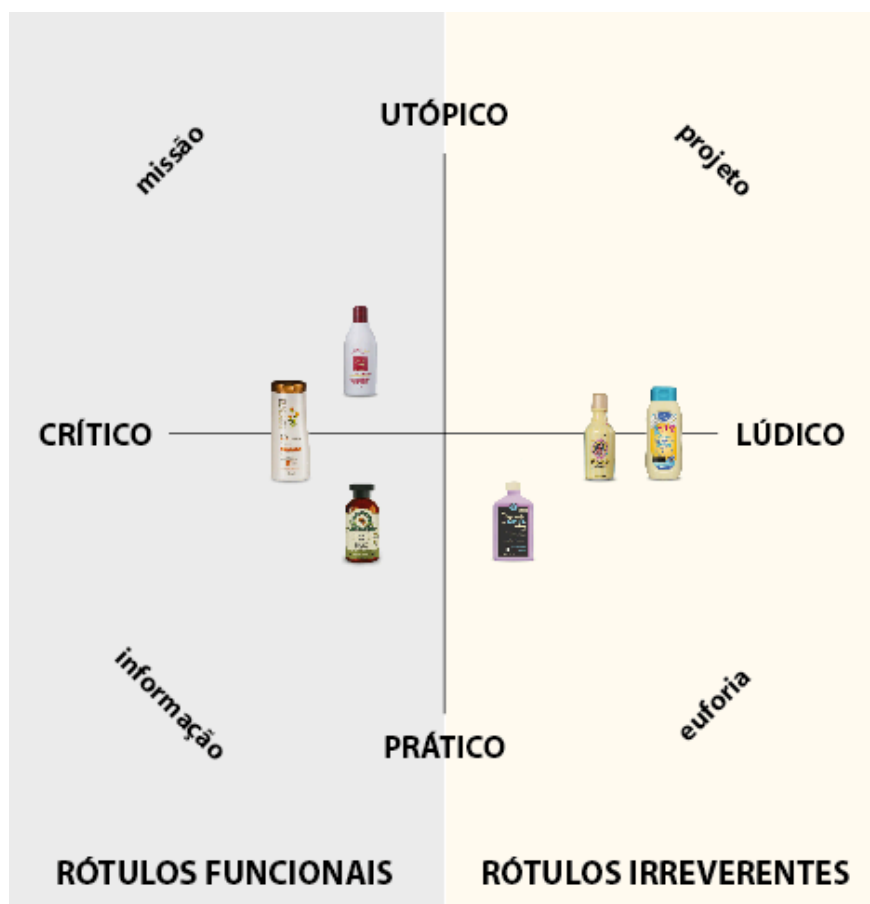 UTÓPICO
missão
projeto
CRÍTICO
LÚDICO
informação
euforia
PRÁTICO
RÓTULOS FUNCIONAIS
RÓTULOS IRREVERENTES